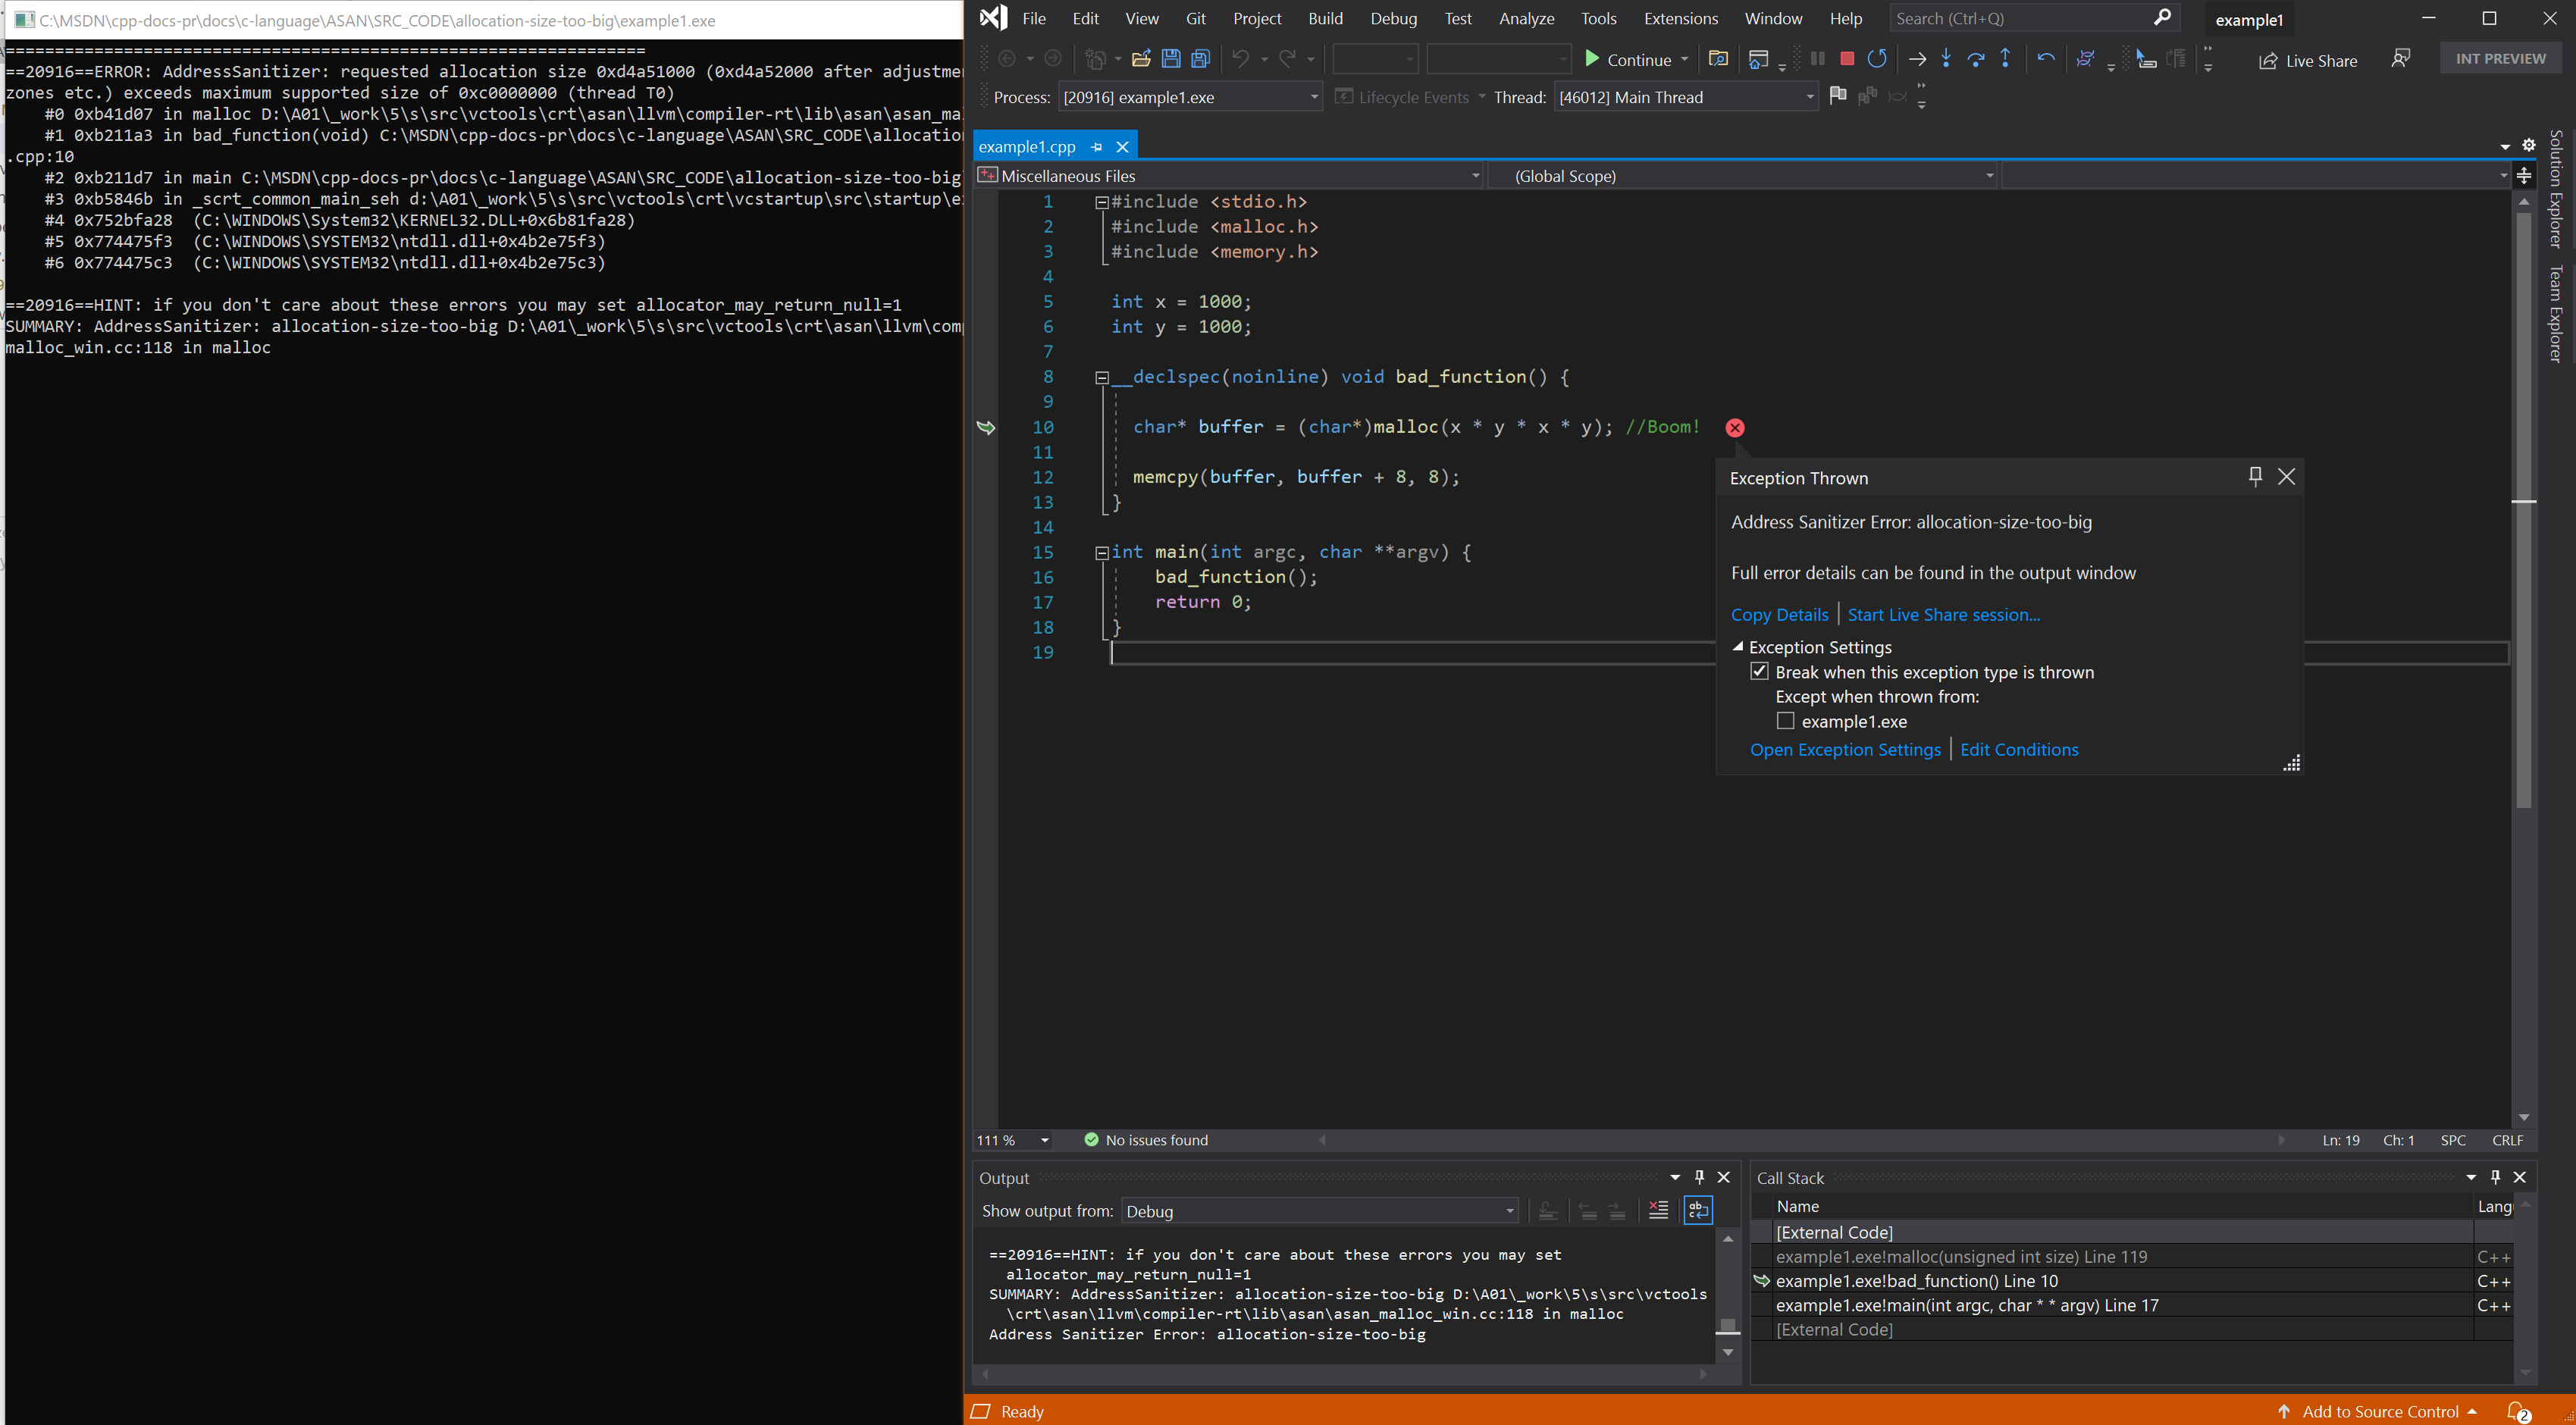 C:\MSDN\cpp-docs-pr\docs\c-language\ASAN\SRC_CODE\allocation-size-too-big\example1.exe
=================================================================
==20916==ERROR: AddressSanitizer: requested allocation size 0xd4a51000 (0xd4a52000 after adjustme
zones etc.) exceeds maximum supported size of 0xc0000000 (thread T0)
#0 0xb41d07 in malloc D:\A01\_work\5\s\src\vctools\crt\asan\llvm\compiler-rt\lib\asan\asan_ma
#1 0xb211a3 in bad_function(void) C:\MSDN\cpp-docs-pr\docs\c-language\ASAN\SRC_CODE\allocation
.cpp:10
#2 0xb211d7 in main C:\MSDN\cpp-docs-pr\docs\c-language\ASAN\SRC_CODE\allocation-size-too-big
#3 0xb5846b in _scrt_common_main_seh d:\A01\_work\5\s\src\vctools\crt\vcstartup\src\startup\e
#4 0x752bfa28 (C:\WINDOWS\System32\KERNEL32.DLL+0x6b81fa28)
#5 0x774475f3 (C:\WINDOWS\SYSTEM32\ntdll.dll+0x4b2e75f3)
#6 0x774475c3 (C:\WINDOWS\SYSTEM32\ntdll.dll+0x4b2e75c3)
==20916==HINT: if you don't care about these errors you may set allocator_may_return_null=1
SUMMARY: AddressSanitizer: allocation-size-too-big D:\A01\_work\5\s\src\vctools\crt\asan\llvm\com
malloc_win.cc:118 in malloc
File Edit View Git Project Build Debug Test Analyze Tools Extensions Window Help Search (Ctrl+Q) example1
Continue Live Share INT PREVIEW
Process: [20916] example1.exe Lifecycle Events Thread: [46012] Main Thread
example1.cpp
Miscellaneous Files (Global Scope)
Solution Explorer
Team Explorer
1 #include <stdio.h>
2 #include <malloc.h>
3 #include <memory.h>
4
5 int x = 1000;
6 int y = 1000;
7
8 __declspec(noinline) void bad_function() {
9
10 char* buffer = (char*)malloc(x * y * x * y); //Boom!
11
12 memcpy(buffer, buffer + 8, 8);
13 }
14
15 int main(int argc, char **argv) {
16 bad_function();
17 return 0;
18 }
19
Exception Thrown
Address Sanitizer Error: allocation-size-too-big
Full error details can be found in the output window
Copy Details | Start Live Share session...
Exception Settings
Break when this exception type is thrown
Except when thrown from:
example1.exe
Open Exception Settings | Edit Conditions
111 % No issues found Ln: 19 Ch: 1 SPC CRLF
Output
Show output from: Debug
==20916==HINT: if you don't care about these errors you may set
allocator_may_return_null=1
SUMMARY: AddressSanitizer: allocation-size-too-big D:\A01\_work\5\s\src\vctools
\crt\asan\llvm\compiler-rt\lib\asan\asan_malloc_win.cc:118 in malloc
Address Sanitizer Error: allocation-size-too-big
Call Stack
Name Lang
[External Code]
example1.exe!malloc(unsigned int size) Line 119 C++
example1.exe!bad_function() Line 10 C++
example1.exe!main(int argc, char * * argv) Line 17 C++
[External Code]
Ready Add to Source Control 2